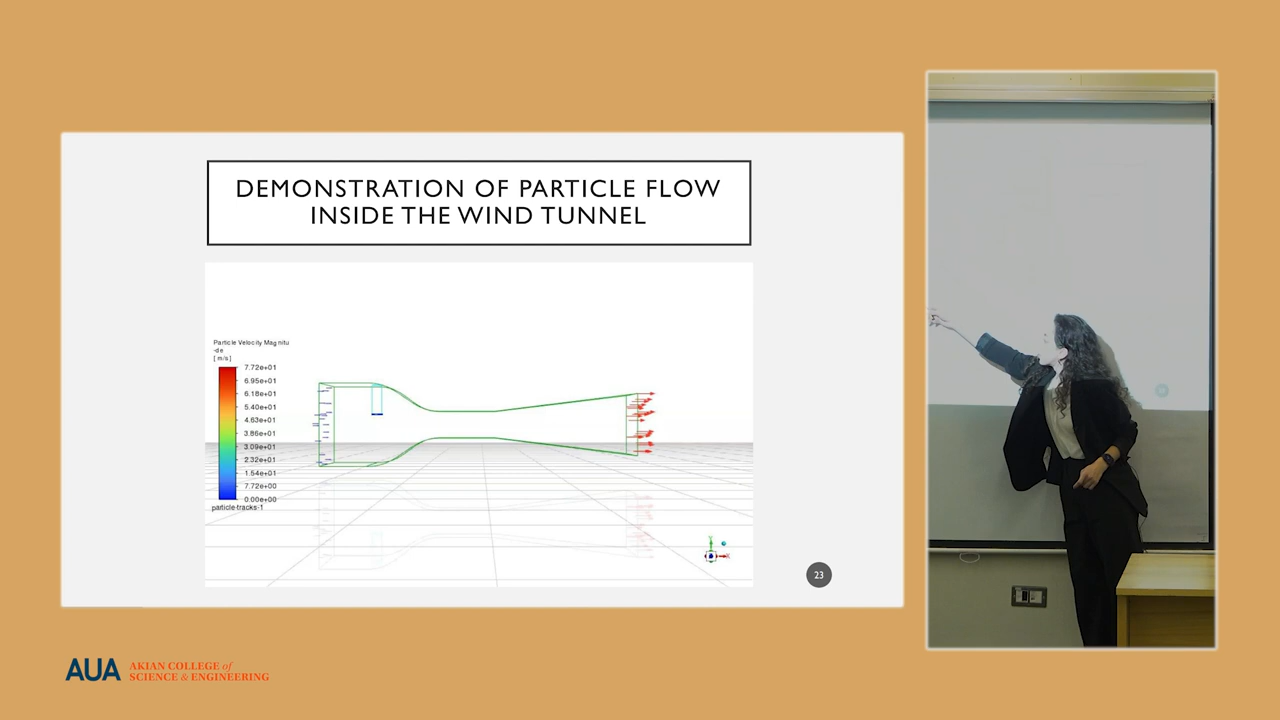 DEMONSTRATION OF PARTICLE FLOW
INSIDE THE WIND TUNNEL
Particle Velocity Magnitu
-de
[m/s]
7.72e+01
6.95e+01
6.18e+01
5.40e+01
4.63e+01
3.86e+01
3.09e+01
2.32e+01
1.54e+01
7.72e+00
0.00e+00
particle-tracks-1
Y
X
23
AUA
AKIAN COLLEGE of
SCIENCE & ENGINEERING